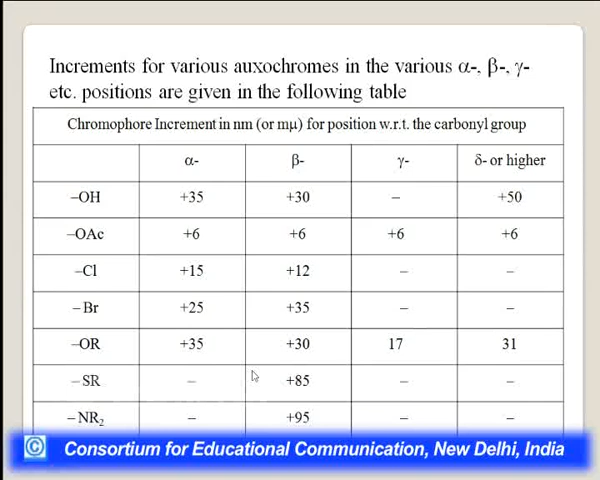 Increments for various auxochromes in the various α-, β-, γ-
etc. positions are given in the following table
Chromophore Increment in nm (or mμ) for position w.r.t. the carbonyl group
α- β- γ- δ- or higher
–OH +35 +30 – +50
–OAc +6 +6 +6 +6
–Cl +15 +12 – –
– Br +25 +35 – –
–OR +35 +30 17 31
– SR – +85 – –
– NR₂ – +95 – –
© Consortium for Educational Communication, New Delhi, India